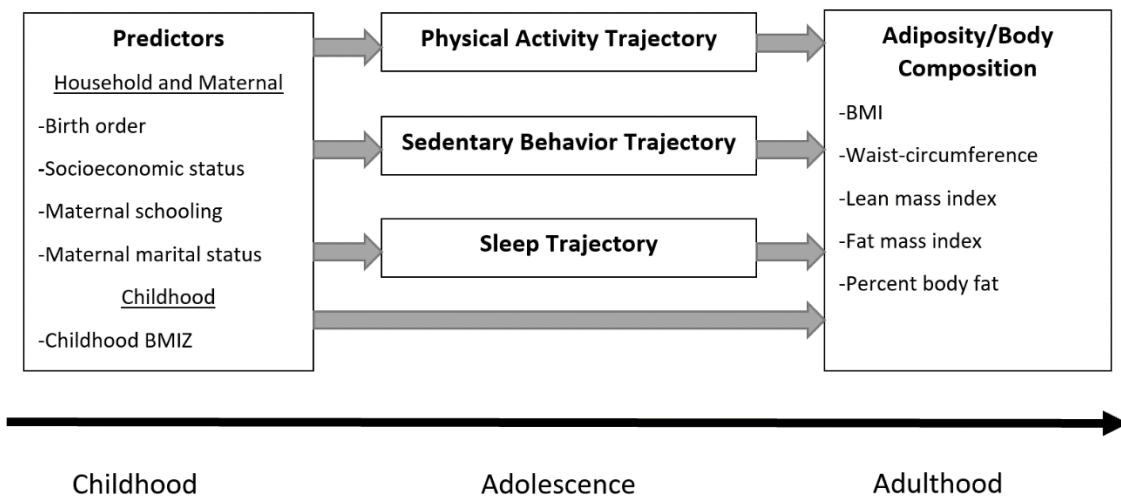 Predictors
Household and Maternal
-Birth order
-Socioeconomic status
-Maternal schooling
-Maternal marital status
Childhood
-Childhood BMIZ
Physical Activity Trajectory
Sedentary Behavior Trajectory
Sleep Trajectory
Adiposity/Body
Composition
-BMI
-Waist-circumference
-Lean mass index
-Fat mass index
-Percent body fat
Childhood
Adolescence
Adulthood